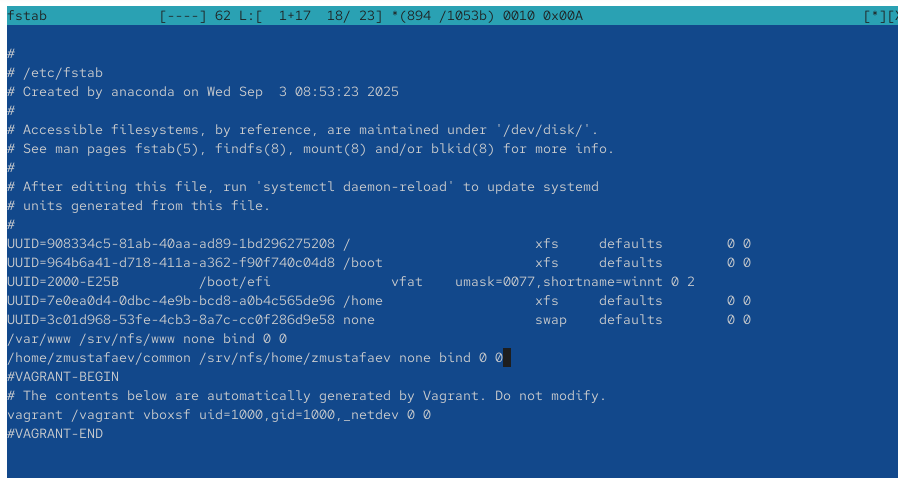 fstab [----] 62 L:[ 1+17 18/ 23] *(894 /1053b) 0010 0x00A [*][X
#
# /etc/fstab
# Created by anaconda on Wed Sep  3 08:53:23 2025
#
# Accessible filesystems, by reference, are maintained under '/dev/disk/'.
# See man pages fstab(5), findfs(8), mount(8) and/or blkid(8) for more info.
#
# After editing this file, run 'systemctl daemon-reload' to update systemd
# units generated from this file.
#
UUID=908334c5-81ab-40aa-ad89-1bd296275208 / xfs defaults 0 0
UUID=964b6a41-d718-411a-a362-f90f740c04d8 /boot xfs defaults 0 0
UUID=2000-E25B /boot/efi vfat umask=0077,shortname=winnt 0 2
UUID=7e0ea0d4-0dbc-4e9b-bcd8-a0b4c565de96 /home xfs defaults 0 0
UUID=3c01d968-53fe-4cb3-8a7c-cc0f286d9e58 none swap defaults 0 0
/var/www /srv/nfs/www none bind 0 0
/home/zmustafaev/common /srv/nfs/home/zmustafaev none bind 0 0
#VAGRANT-BEGIN
# The contents below are automatically generated by Vagrant. Do not modify.
vagrant /vagrant vboxsf uid=1000,gid=1000,_netdev 0 0
#VAGRANT-END